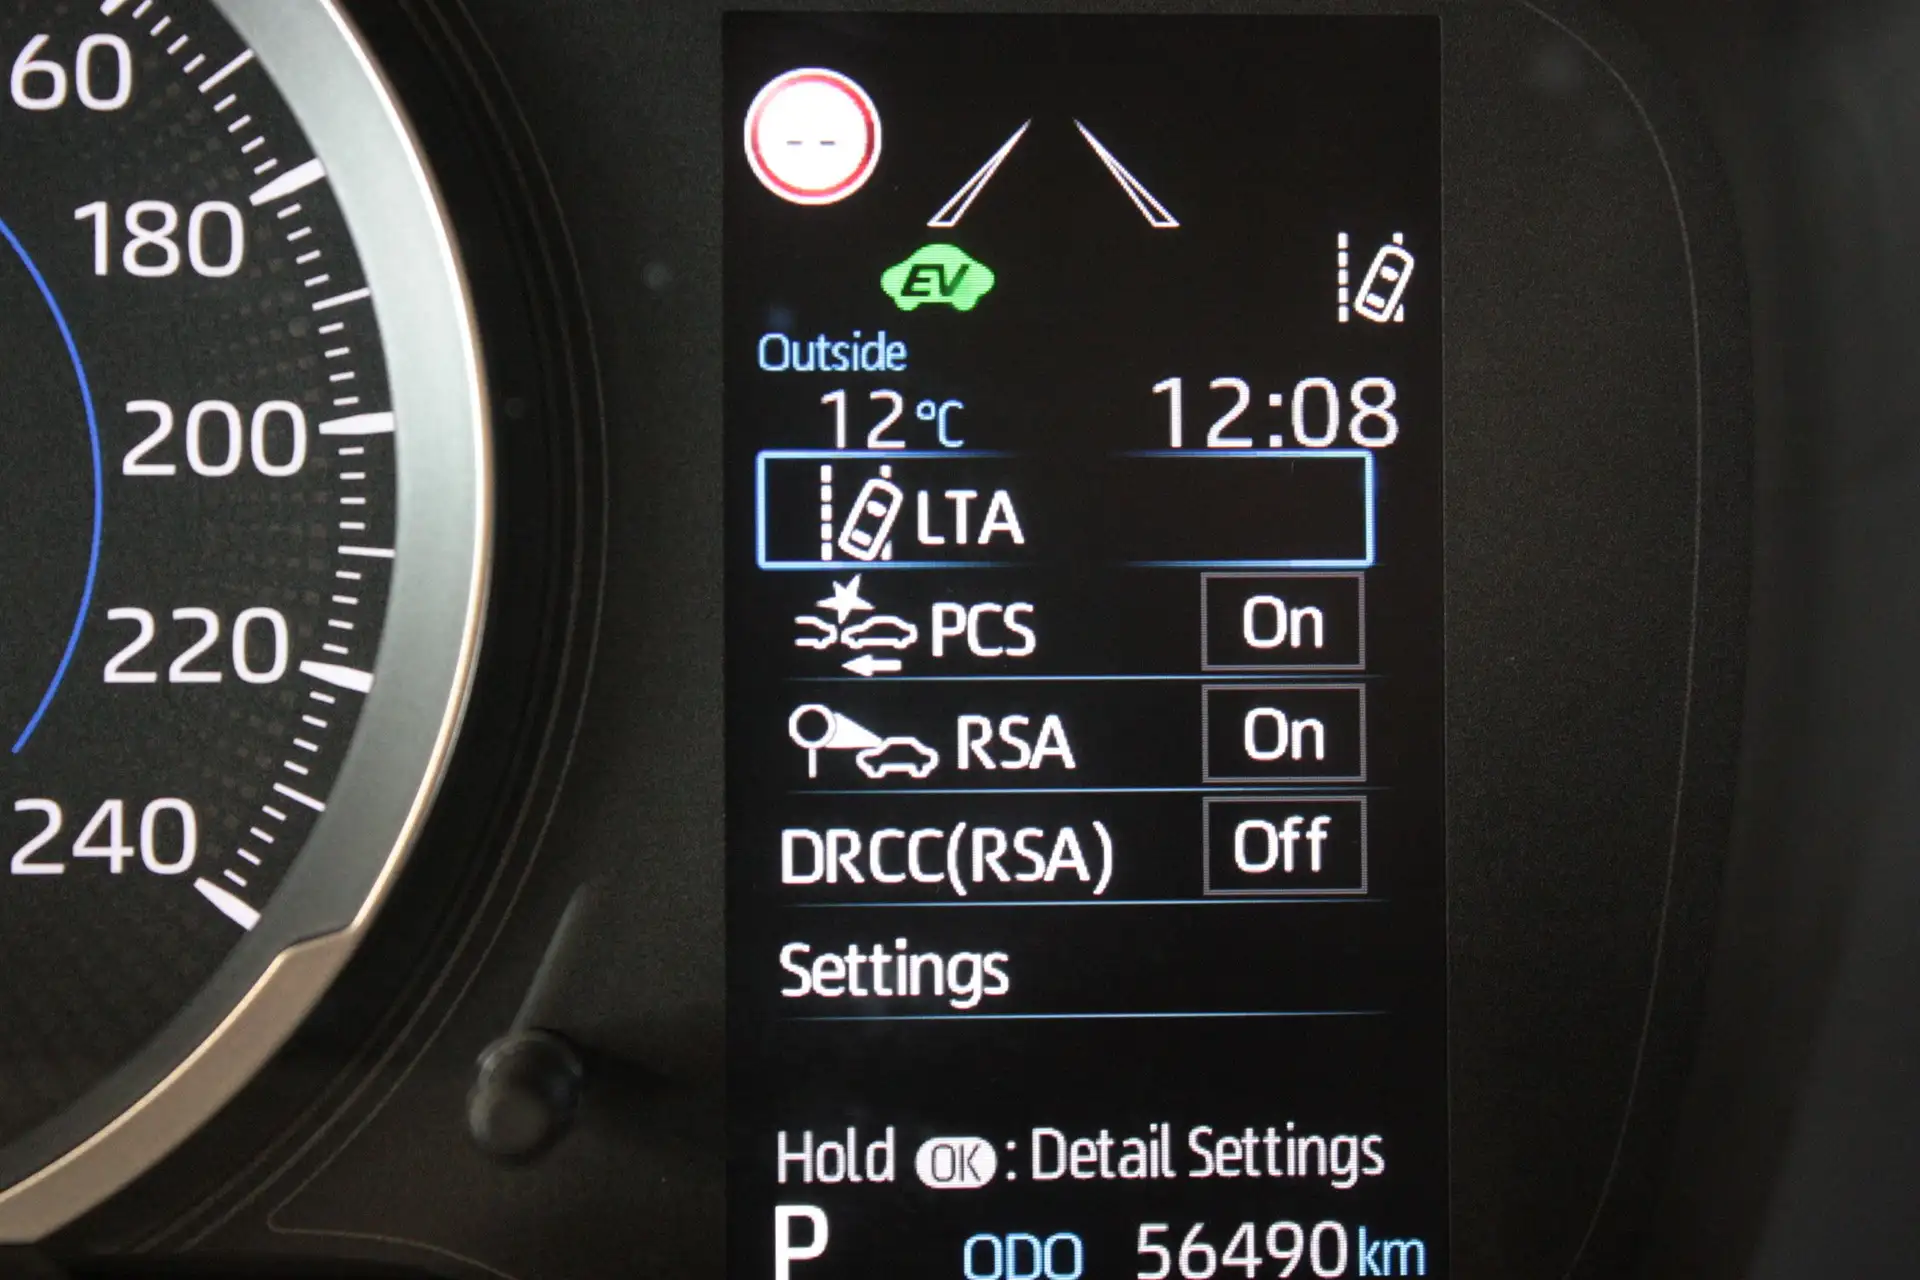 60
180
200
220
240
--
EV
Outside
12°C 12:08
LTA
PCS On
RSA On
DRCC(RSA) Off
Settings
Hold OK: Detail Settings
P ODO 56490km